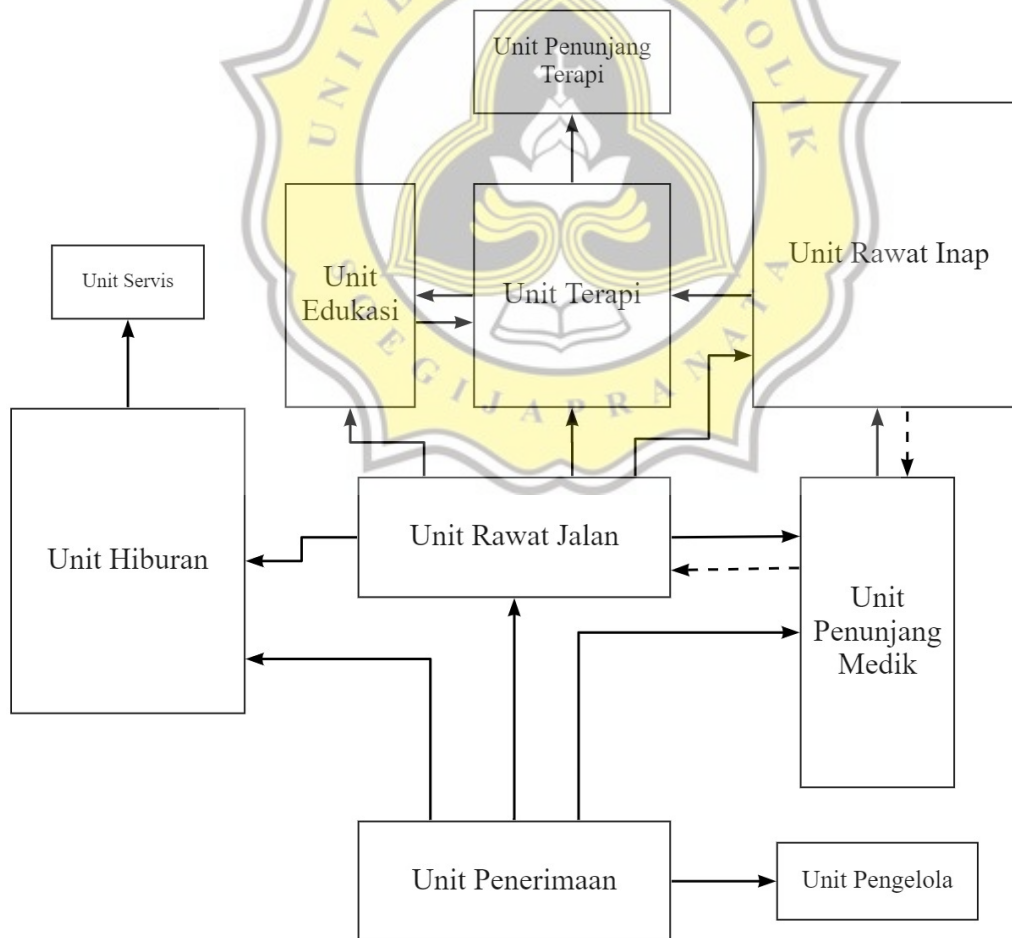 Unit Penunjang
Terapi
Unit Rawat Inap
Unit Servis
Unit
Edukasi
Unit Terapi
Unit Hiburan
Unit Rawat Jalan
Unit
Penunjang
Medik
Unit Penerimaan
Unit Pengelola
SOEGIJAPRANATA